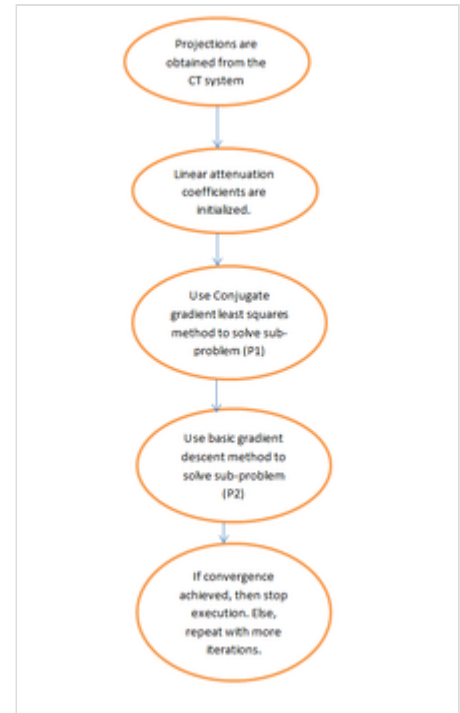 Projections are
obtained from the
CT system
Linear attenuation
coefficients are
initialized.
Use Conjugate
gradient least squares
method to solve sub-
problem (P1)
Use basic gradient
descent method to
solve sub-problem
(P2)
If convergence
achieved, then stop
execution. Else,
repeat with more
iterations.